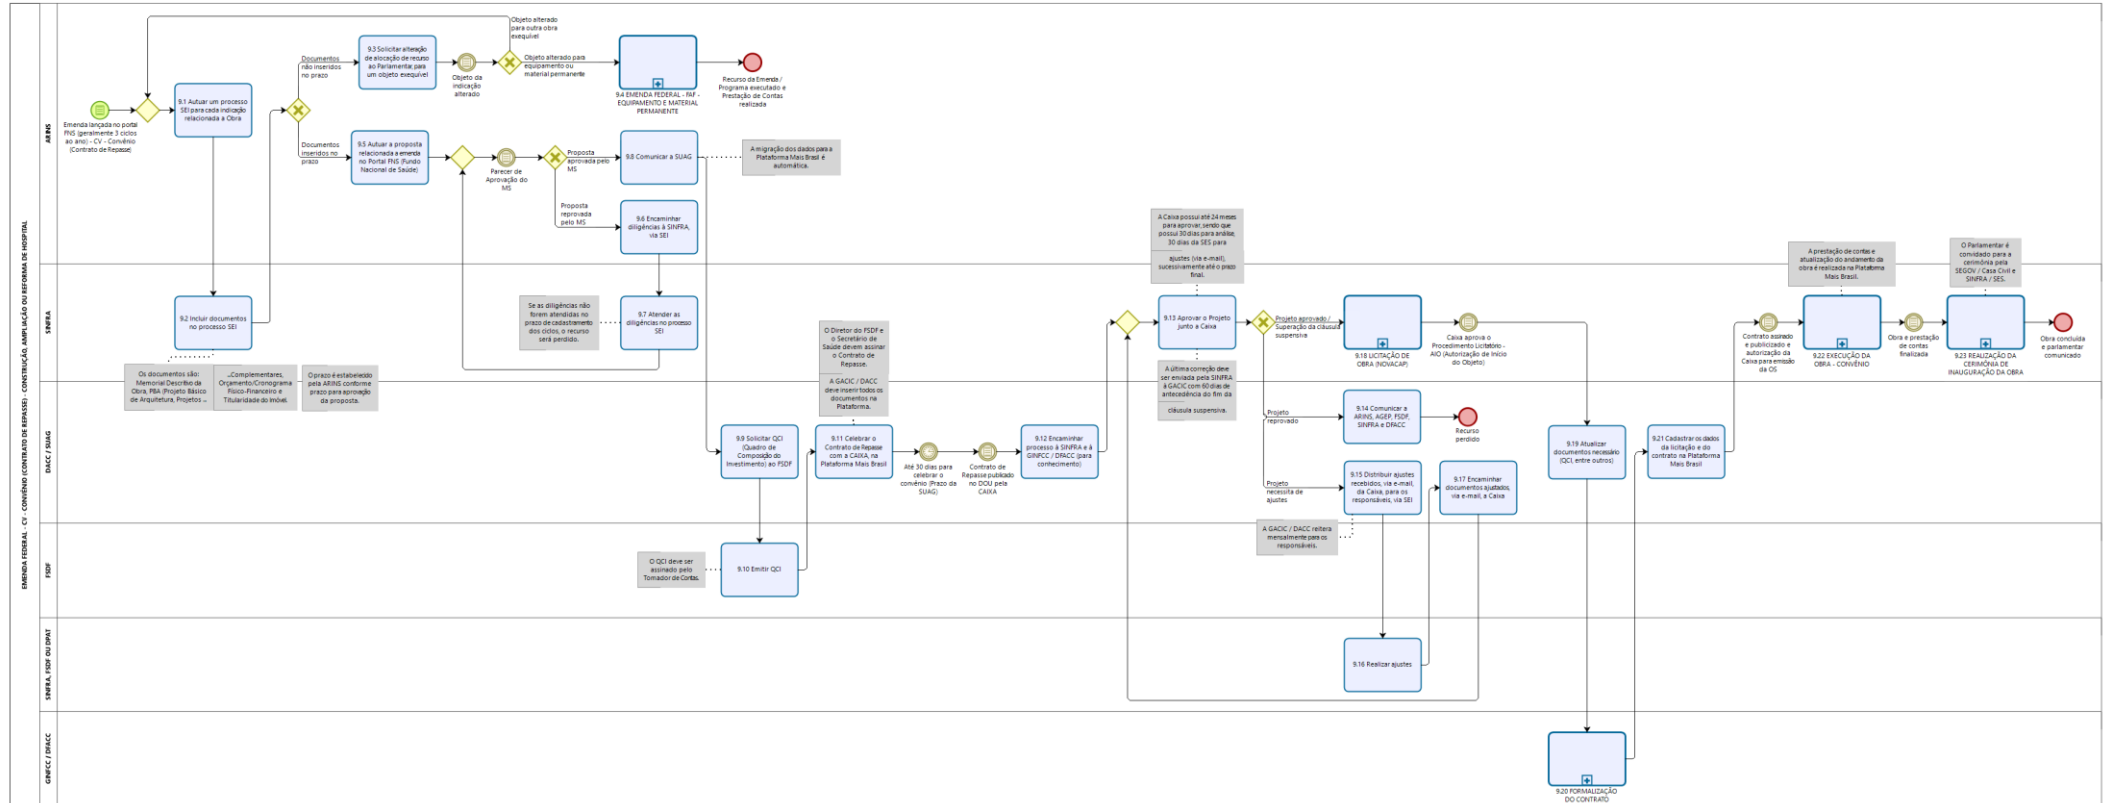 EMENDA FEDERAL - CV - CONVÊNIO (CONTRATO DE REPASSE) - CONSTRUÇÃO, AMPLIAÇÃO OU REFORMA DE HOSPITAL
ARINS
Emenda lançada no portal
FNS (geralmente 3 ciclos
ao ano) - CV - Convênio
(Contrato de Repasse)
9.1 Autuar um processo
SEI para cada indicação
relacionada a Obra
Documentos
não inseridos
no prazo
9.3 Solicitar alteração
de alocação de recurso
ao Parlamentar, para
um objeto exequível
Objeto da
indicação
alterado
Objeto alterado
para outra obra
exequível
Objeto alterado para
equipamento ou
material permanente
9.4 EMENDA FEDERAL - FAF -
EQUIPAMENTO E MATERIAL
PERMANENTE
Recurso da Emenda /
Programa executado e
Prestação de Contas
realizada
Documentos
inseridos no
prazo
9.5 Autuar a proposta
relacionada a emenda
no Portal FNS (Fundo
Nacional de Saúde)
Parecer de
Aprovação do
MS
Proposta
aprovada pelo
MS
9.8 Comunicar a SUAG
A migração dos dados para a
Plataforma Mais Brasil é
automática.
Proposta
reprovada
pelo MS
9.6 Encaminhar
diligências à SINFRA,
via SEI
SINFRA
9.2 Incluir documentos
no processo SEI
Os documentos são:
Memorial Descritivo da
Obra, PBA (Projeto Básico
de Arquitetura, Projetos ...
...Complementares,
Orçamento/Cronograma
Físico-Financeiro e
Titularidade do Imóvel.
O prazo é estabelecido
pela ARINS conforme
prazo para aprovação
da proposta.
Se as diligências não
forem atendidas no
prazo de cadastramento
dos ciclos, o recurso
será perdido.
9.7 Atender as
diligências no processo
SEI
A Caixa possui até 24 meses
para aprovar, sendo que
possui 30 dias para análise,
30 dias da SES para
ajustes (via e-mail),
sucessivamente até o prazo
final.
9.13 Aprovar o Projeto
junto a Caixa
A última correção deve
ser enviada pela SINFRA
à GACIC com 60 dias de
antecedência do fim da
cláusula suspensiva.
Projeto aprovado /
Superação da cláusula
suspensiva
9.18 LICITAÇÃO DE
OBRA (NOVACAP)
Caixa aprova o
Procedimento Licitatório -
AIO (Autorização de Início
do Objeto)
Contrato assinado
e publicizado e
autorização da
Caixa para emissão
da OS
A prestação de contas e
atualização do andamento da
obra é realizada na Plataforma
Mais Brasil.
9.22 EXECUÇÃO DA
OBRA - CONVÊNIO
Obra e prestação
de contas
finalizada
O Parlamentar é
convidado para a
cerimônia pela
SEGOV / Casa Civil e
SINFRA / SES.
9.23 REALIZAÇÃO DA
CERIMÔNIA DE
INAUGURAÇÃO DA OBRA
Obra concluída
e parlamentar
comunicado
DACC / SUAG
9.9 Solicitar QCI
(Quadro de
Composição do
Investimento) ao FSDF
O Diretor do FSDF e
o Secretário de
Saúde devem assinar
o Contrato de
Repasse.
A GACIC / DACC
deve inserir todos os
documentos na
Plataforma.
9.11 Celebrar o
Contrato de Repasse
com a CAIXA, na
Plataforma Mais Brasil
Até 30 dias para
celebrar o
convênio (Prazo da
SUAG)
Contrato de
Repasse publicado
no DOU pela
CAIXA
9.12 Encaminhar
processo à SINFRA e à
GINFCC / DFACC (para
conhecimento)
Projeto
reprovado
9.14 Comunicar a
ARINS, AGEP, FSDF,
SINFRA e DFACC
Recurso
perdido
Projeto
necessita de
ajustes
9.15 Distribuir ajustes
recebidos, via e-mail,
da Caixa, para os
responsáveis, via SEI
9.17 Encaminhar
documentos ajustados,
via e-mail, a Caixa
A GACIC / DACC reitera
mensalmente para os
responsáveis.
9.19 Atualizar
documentos necessário
(QCI, entre outros)
9.21 Cadastrar os dados
da licitação e do
contrato na Plataforma
Mais Brasil
FSDF
O QCI deve ser
assinado pelo
Tomador de Contas.
9.10 Emitir QCI
SINFRA, FSDF OU DPAT
9.16 Realizar ajustes
GINFCC / DFACC
9.20 FORMALIZAÇÃO
DO CONTRATO